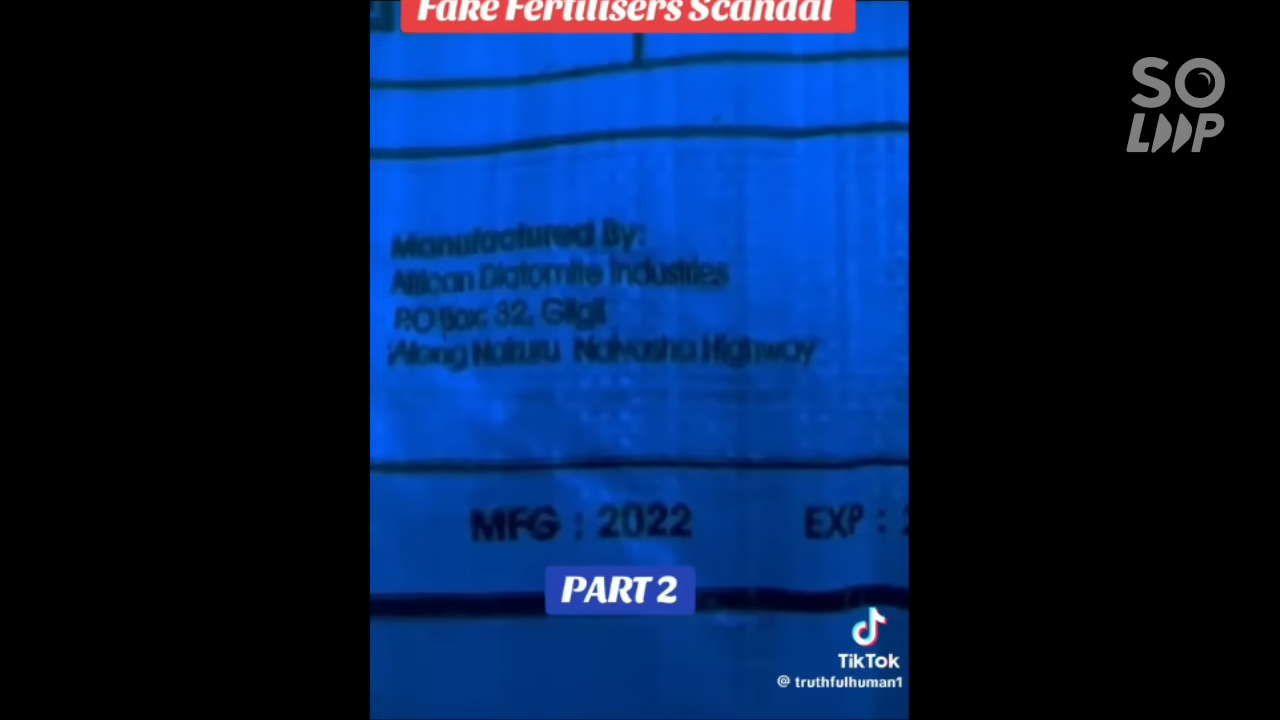 Fake Fertilisers Scandal
SO
LOOP
Manufactured By:
African Diatomite Industries
P.O box 32, Gilgil
Along Nakuru Naivasha Highway
MFG : 2022
EXP :
PART 2
TikTok
@ truthfulhuman1